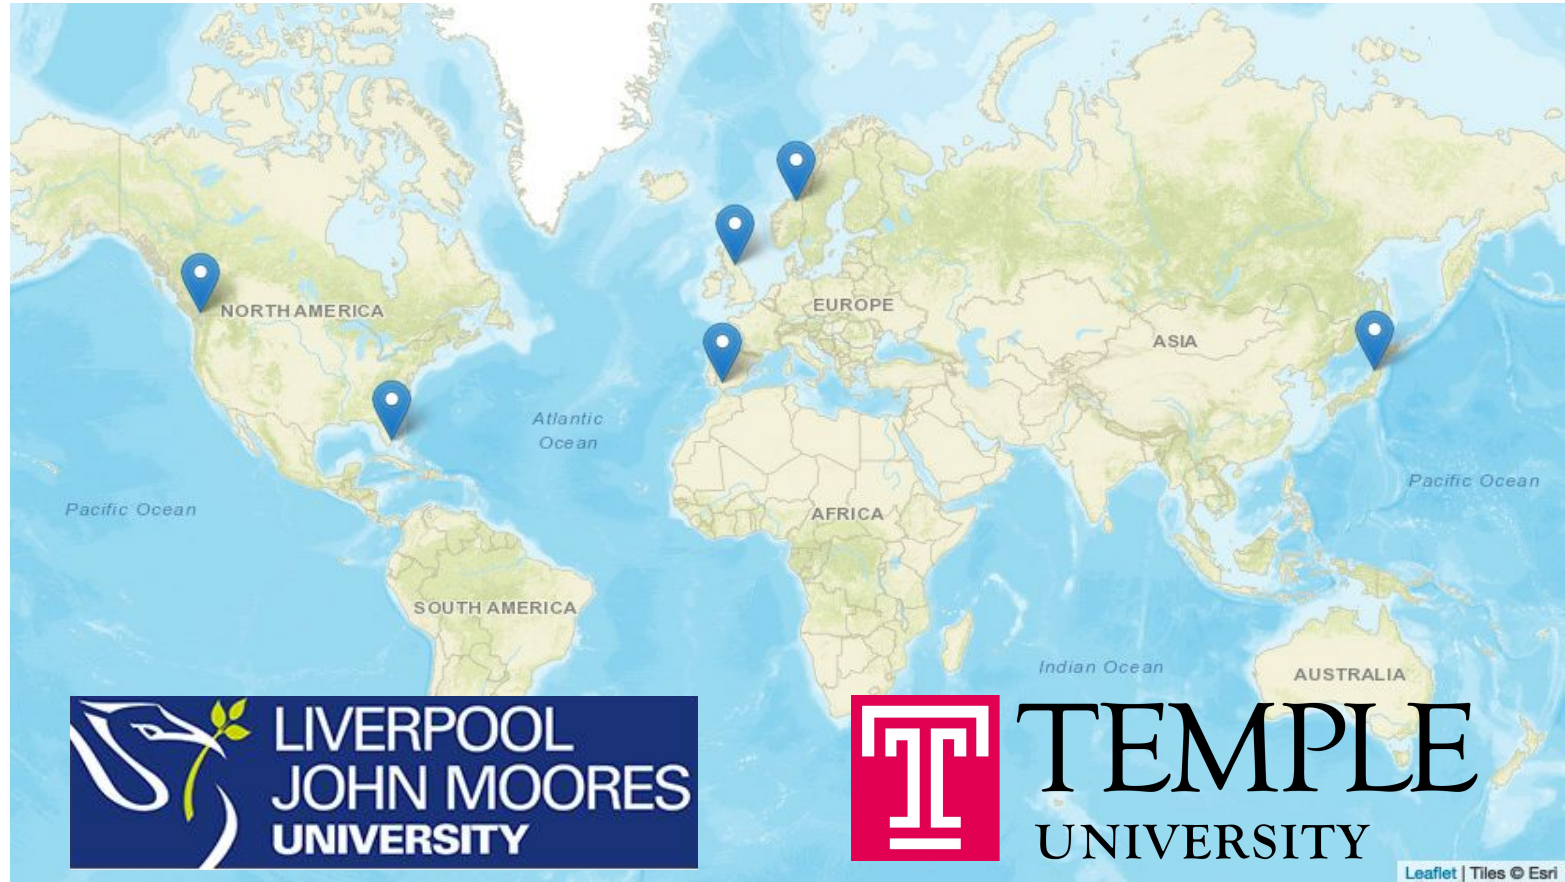 NORTH AMERICA
EUROPE
ASIA
Atlantic
Ocean
Pacific Ocean
Pacific Ocean
AFRICA
SOUTH AMERICA
Indian Ocean
AUSTRALIA
LIVERPOOL
JOHN MOORES
UNIVERSITY
TEMPLE
UNIVERSITY
Leaflet | Tiles © Esri